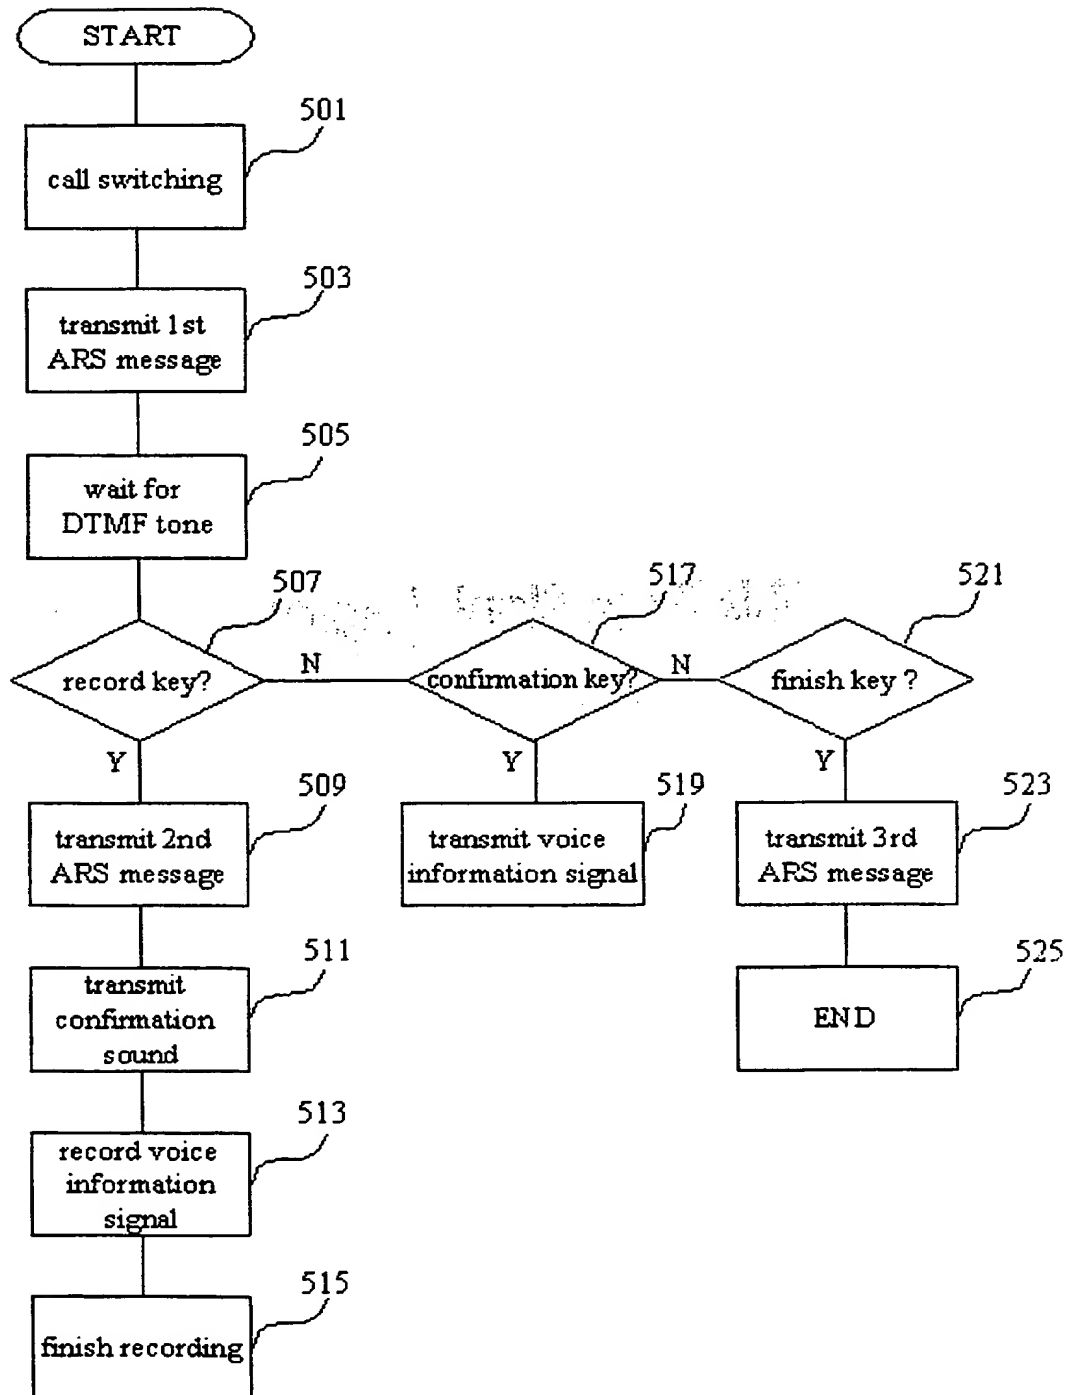 START
501
call switching
503
transmit 1st
ARS message
505
wait for
DTMF tone
507
record key?
N
517
confirmation key?
N
521
finish key ?
Y
509
transmit 2nd
ARS message
Y
519
transmit voice
information signal
Y
523
transmit 3rd
ARS message
511
transmit
confirmation
sound
525
END
513
record voice
information
signal
515
finish recording